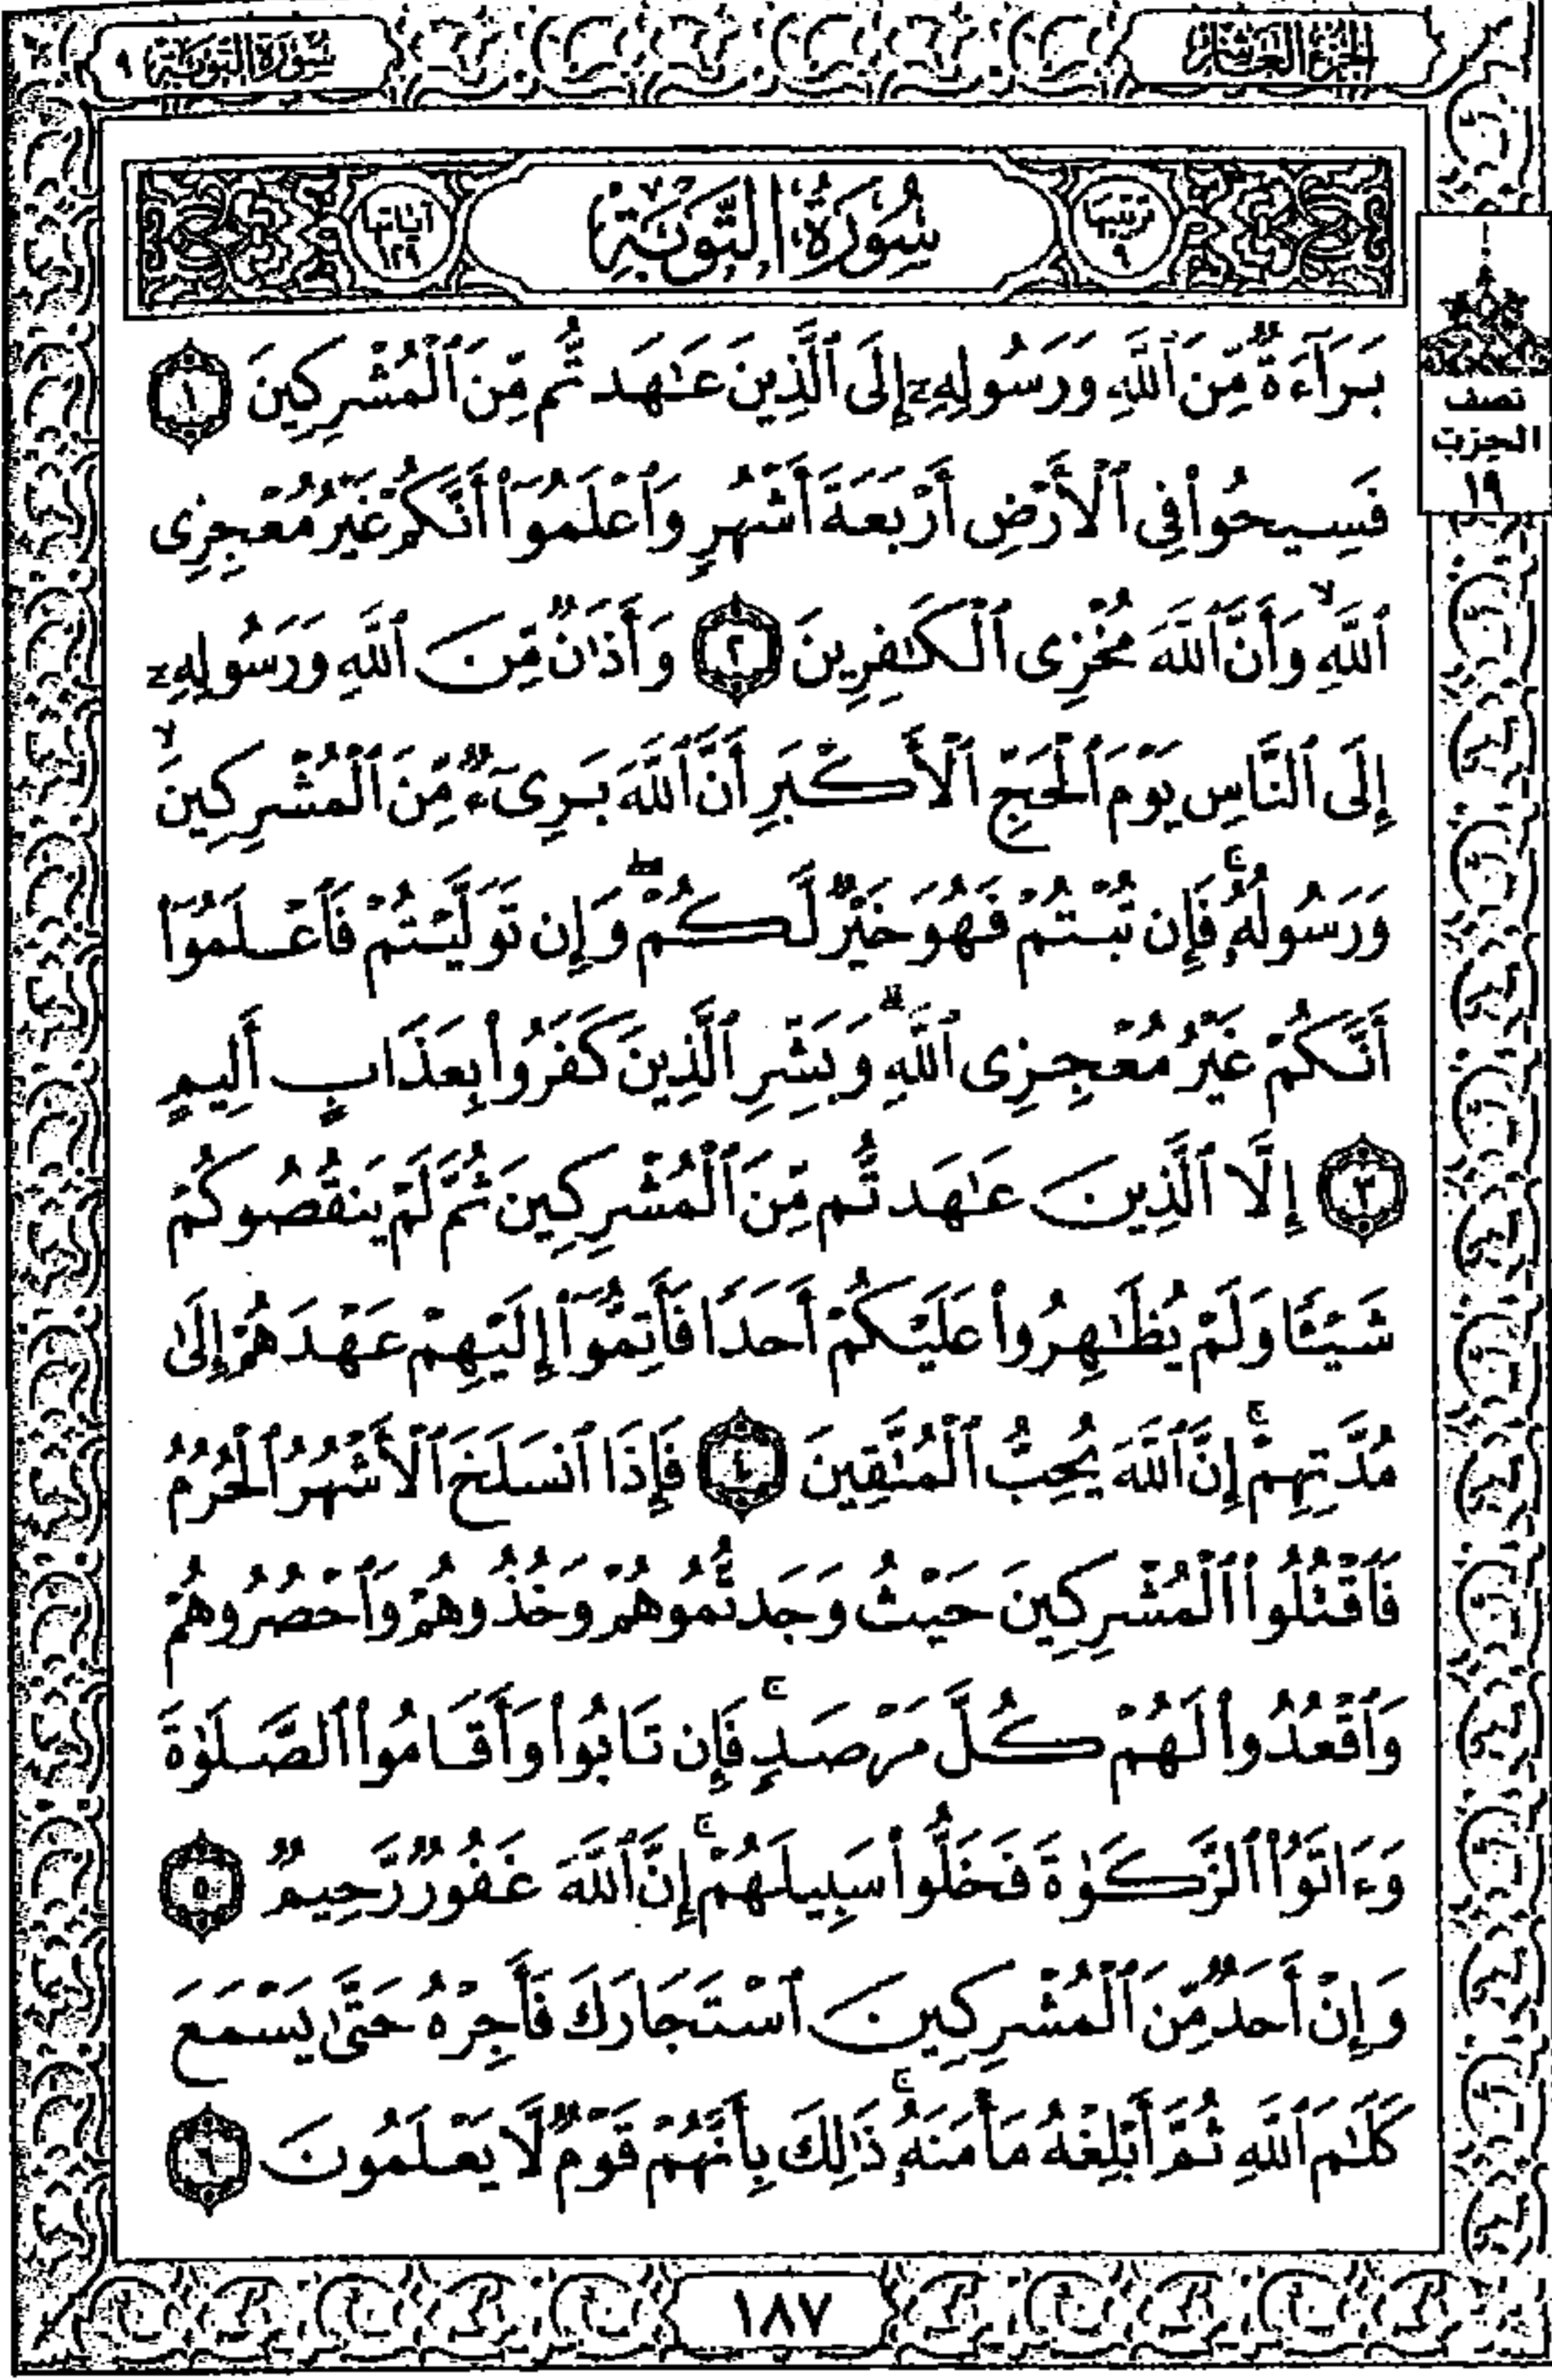 الجزء العاشر
سورة التوبة ٩
ترتيبها ٩
سُورَةُ التَّوْبَةِ
آياتها ١٢٩
نصف الحزب ١٩
بَرَآءَةٌ مِّنَ ٱللَّهِ وَرَسُولِهِۦٓ إِلَى ٱلَّذِينَ عَـٰهَدتُّم مِّنَ ٱلْمُشْرِكِينَ ١
فَسِيحُوا۟ فِى ٱلْأَرْضِ أَرْبَعَةَ أَشْهُرٍ وَٱعْلَمُوٓا۟ أَنَّكُمْ غَيْرُ مُعْجِزِى
ٱللَّهِ ۙ وَأَنَّ ٱللَّهَ مُخْزِى ٱلْكَـٰفِرِينَ ٢ وَأَذَٰنٌ مِّنَ ٱللَّهِ وَرَسُولِهِۦٓ
إِلَى ٱلنَّاسِ يَوْمَ ٱلْحَجِّ ٱلْأَكْبَرِ أَنَّ ٱللَّهَ بَرِىٓءٌ مِّنَ ٱلْمُشْرِكِينَ ۙ
وَرَسُولُهُۥ ۚ فَإِن تُبْتُمْ فَهُوَ خَيْرٌ لَّكُمْ ۖ وَإِن تَوَلَّيْتُمْ فَٱعْلَمُوٓا۟
أَنَّكُمْ غَيْرُ مُعْجِزِى ٱللَّهِ ۗ وَبَشِّرِ ٱلَّذِينَ كَفَرُوا۟ بِعَذَابٍ أَلِيمٍ
٣ إِلَّا ٱلَّذِينَ عَـٰهَدتُّم مِّنَ ٱلْمُشْرِكِينَ ثُمَّ لَمْ يَنقُصُوكُمْ
شَيْـًٔا وَلَمْ يُظَـٰهِرُوا۟ عَلَيْكُمْ أَحَدًا فَأَتِمُّوٓا۟ إِلَيْهِمْ عَهْدَهُمْ إِلَىٰ
مُدَّتِهِمْ ۚ إِنَّ ٱللَّهَ يُحِبُّ ٱلْمُتَّقِينَ ٤ فَإِذَا ٱنسَلَخَ ٱلْأَشْهُرُ ٱلْحُرُمُ
فَٱقْتُلُوا۟ ٱلْمُشْرِكِينَ حَيْثُ وَجَدتُّمُوهُمْ وَخُذُوهُمْ وَٱحْصُرُوهُمْ
وَٱقْعُدُوا۟ لَهُمْ كُلَّ مَرْصَدٍ ۚ فَإِن تَابُوا۟ وَأَقَامُوا۟ ٱلصَّلَوٰةَ
وَءَاتَوُا۟ ٱلزَّكَوٰةَ فَخَلُّوا۟ سَبِيلَهُمْ ۚ إِنَّ ٱللَّهَ غَفُورٌ رَّحِيمٌ ٥
وَإِنْ أَحَدٌ مِّنَ ٱلْمُشْرِكِينَ ٱسْتَجَارَكَ فَأَجِرْهُ حَتَّىٰ يَسْمَعَ
كَلَـٰمَ ٱللَّهِ ثُمَّ أَبْلِغْهُ مَأْمَنَهُۥ ۚ ذَٰلِكَ بِأَنَّهُمْ قَوْمٌ لَّا يَعْلَمُونَ ٦
١٨٧